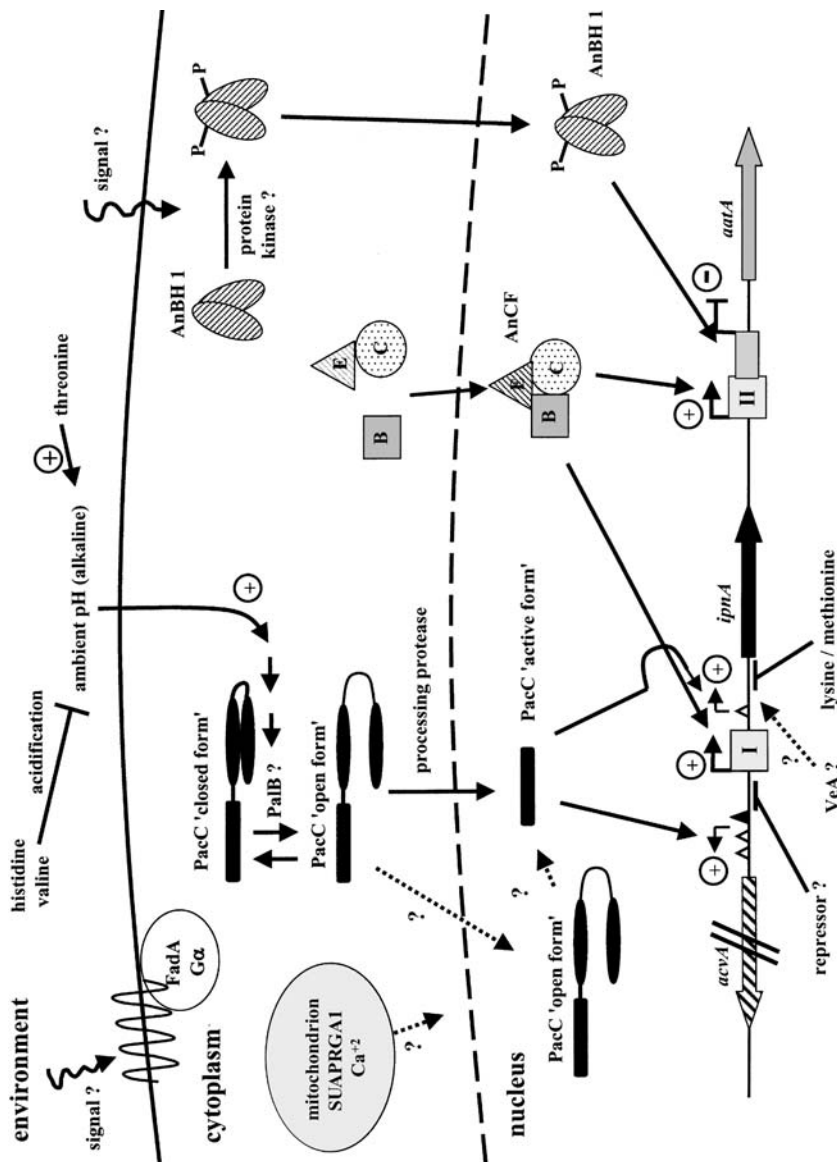 environment
signal ?
histidine
valine
acidification
ambient pH (alkaline)
+
threonine
signal ?
FadA
Gα
cytoplasm
mitochondrion
SUAPRGA1
Ca+2
?
PacC 'closed form'
PalB ?
PacC 'open form'
+
processing protease
?
AnBH 1
protein
kinase ?
P
P
E
C
B
nucleus
PacC 'open form'
?
PacC 'active form'
AnCF
E
B
C
P
P
AnBH 1
acvA
+
I
+
+
ipnA
II
+
−
aatA
repressor ?
?
VeA ?
lysine / methionine